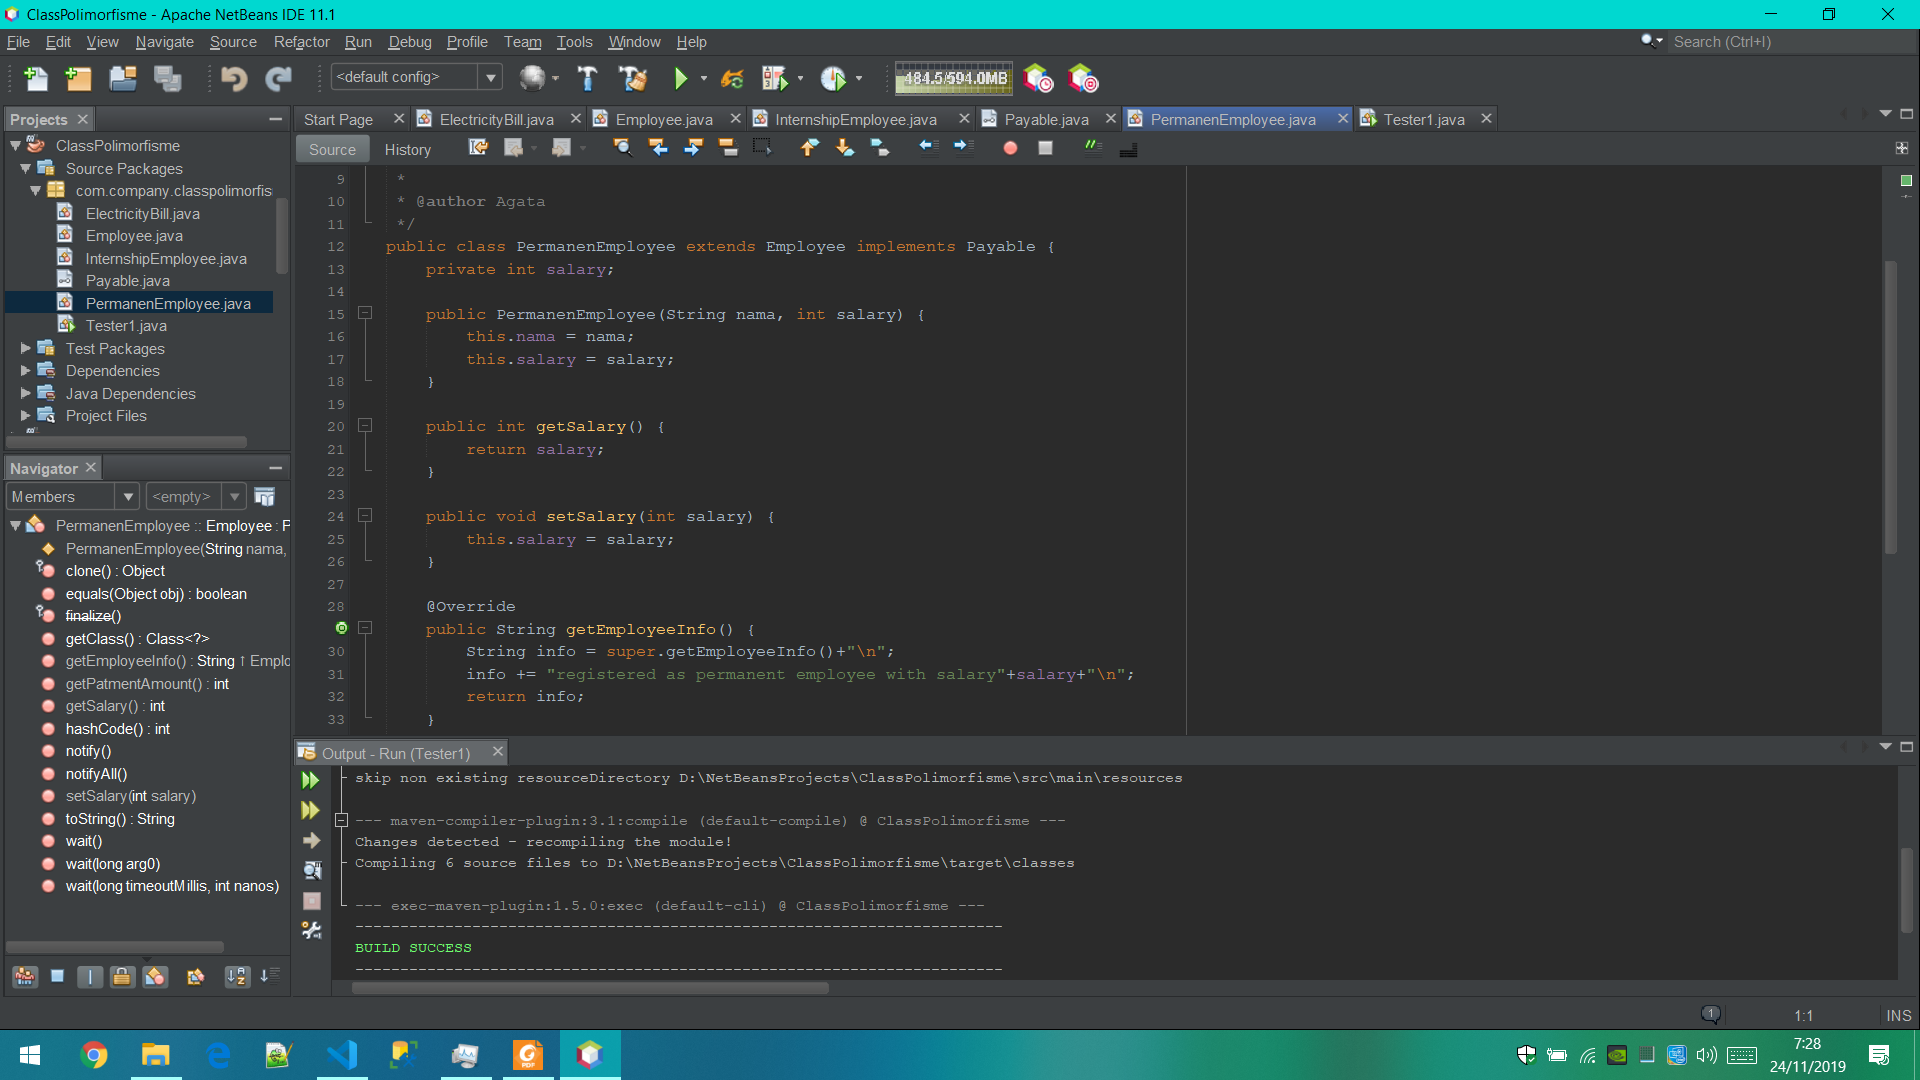 ClassPolimorfisme - Apache NetBeans IDE 11.1
File Edit View Navigate Source Refactor Run Debug Profile Team Tools Window Help
Search (Ctrl+I)
<default config>
484.5/594.0MB
Projects
Start Page ElectricityBill.java Employee.java InternshipEmployee.java Payable.java PermanenEmployee.java Tester1.java
Source History
ClassPolimorfisme
Source Packages
com.company.classpolimorfis
ElectricityBill.java
Employee.java
InternshipEmployee.java
Payable.java
PermanenEmployee.java
Tester1.java
Test Packages
Dependencies
Java Dependencies
Project Files
Navigator
Members
<empty>
PermanenEmployee :: Employee : P
PermanenEmployee(String nama,
clone() : Object
equals(Object obj) : boolean
finalize()
getClass() : Class<?>
getEmployeeInfo() : String ↑ Emplo
getPatmentAmount() : int
getSalary() : int
hashCode() : int
notify()
notifyAll()
setSalary(int salary)
toString() : String
wait()
wait(long arg0)
wait(long timeoutMillis, int nanos)
9 *
10 * @author Agata
11 */
12 public class PermanenEmployee extends Employee implements Payable {
13 private int salary;
14
15 public PermanenEmployee(String nama, int salary) {
16 this.nama = nama;
17 this.salary = salary;
18 }
19
20 public int getSalary() {
21 return salary;
22 }
23
24 public void setSalary(int salary) {
25 this.salary = salary;
26 }
27
28 @Override
public String getEmployeeInfo() {
30 String info = super.getEmployeeInfo()+"\n";
31 info += "registered as permanent employee with salary"+salary+"\n";
32 return info;
33 }
Output - Run (Tester1)
skip non existing resourceDirectory D:\NetBeansProjects\ClassPolimorfisme\src\main\resources
--- maven-compiler-plugin:3.1:compile (default-compile) @ ClassPolimorfisme ---
Changes detected - recompiling the module!
Compiling 6 source files to D:\NetBeansProjects\ClassPolimorfisme\target\classes
--- exec-maven-plugin:1.5.0:exec (default-cli) @ ClassPolimorfisme ---
------------------------------------------------------------------------
BUILD SUCCESS
------------------------------------------------------------------------
1
1:1
INS
PDF
7:28
24/11/2019